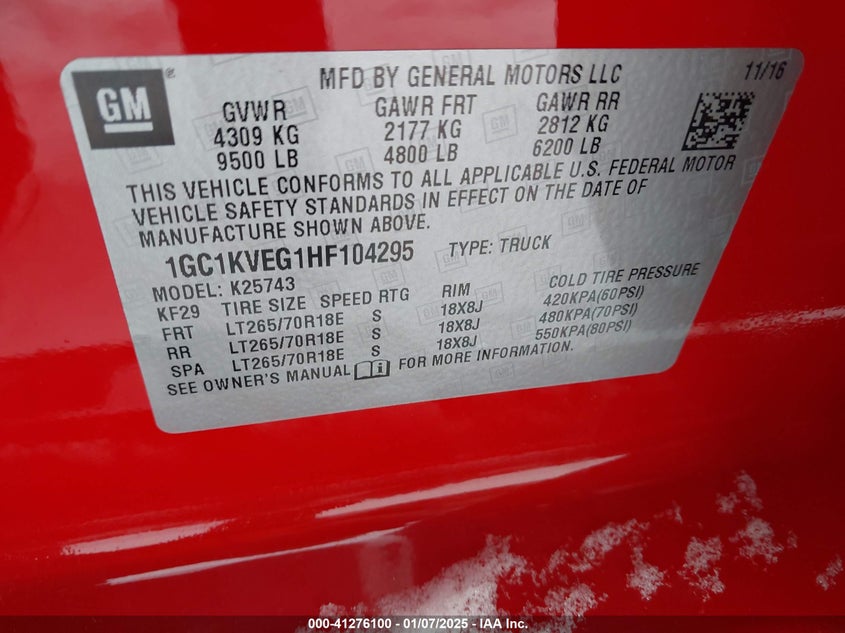 GM ® MFD BY GENERAL MOTORS LLC 11/16
GVWR GAWR FRT GAWR RR
4309 KG 2177 KG 2812 KG
9500 LB 4800 LB 6200 LB
THIS VEHICLE CONFORMS TO ALL APPLICABLE U.S. FEDERAL MOTOR
VEHICLE SAFETY STANDARDS IN EFFECT ON THE DATE OF
MANUFACTURE SHOWN ABOVE.
1GC1KVEG1HF104295 TYPE: TRUCK
MODEL: K25743
KF29 TIRE SIZE SPEED RTG RIM COLD TIRE PRESSURE
FRT LT265/70R18E S 18X8J 420KPA(60PSI)
RR LT265/70R18E S 18X8J 480KPA(70PSI)
SPA LT265/70R18E S 18X8J 550KPA(80PSI)
SEE OWNER'S MANUAL FOR MORE INFORMATION.
000-41276100 — 01/07/2025 — IAA Inc.